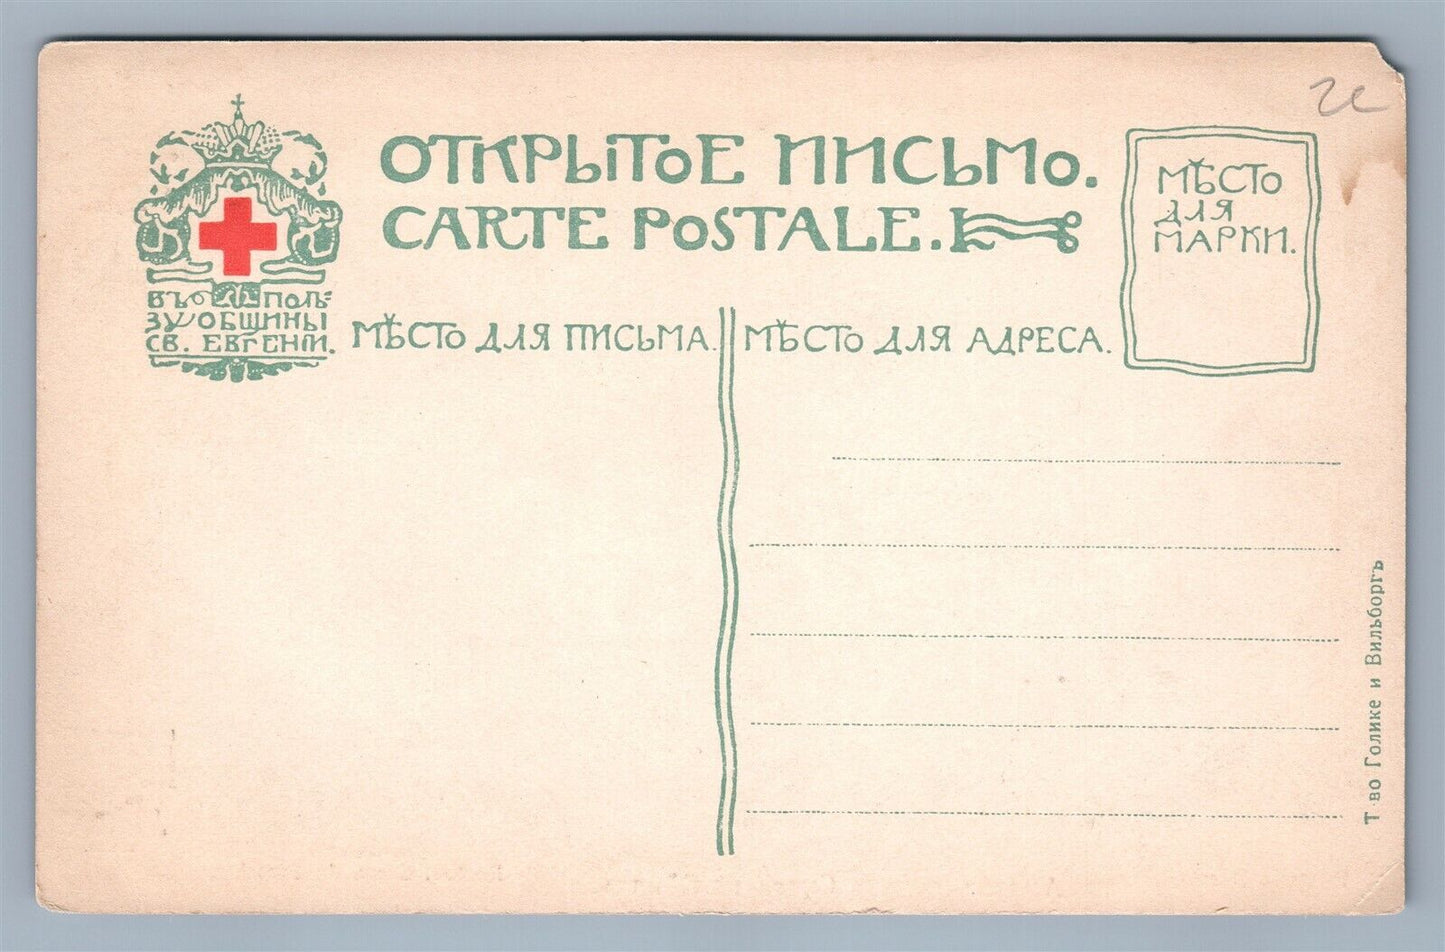 ОТКРЫТОЕ ПИСЬМО.
CARTE POSTALE.
МѢСТО
ДЛЯ
МАРКИ.
ВЪ ПОЛЬ=
ЗУ ОБЩИНЫ
СВ. ЕВГЕНІИ.
МѢСТО ДЛЯ ПИСЬМА.
МѢСТО ДЛЯ АДРЕСА.
Т-во Голике и Вильборгъ